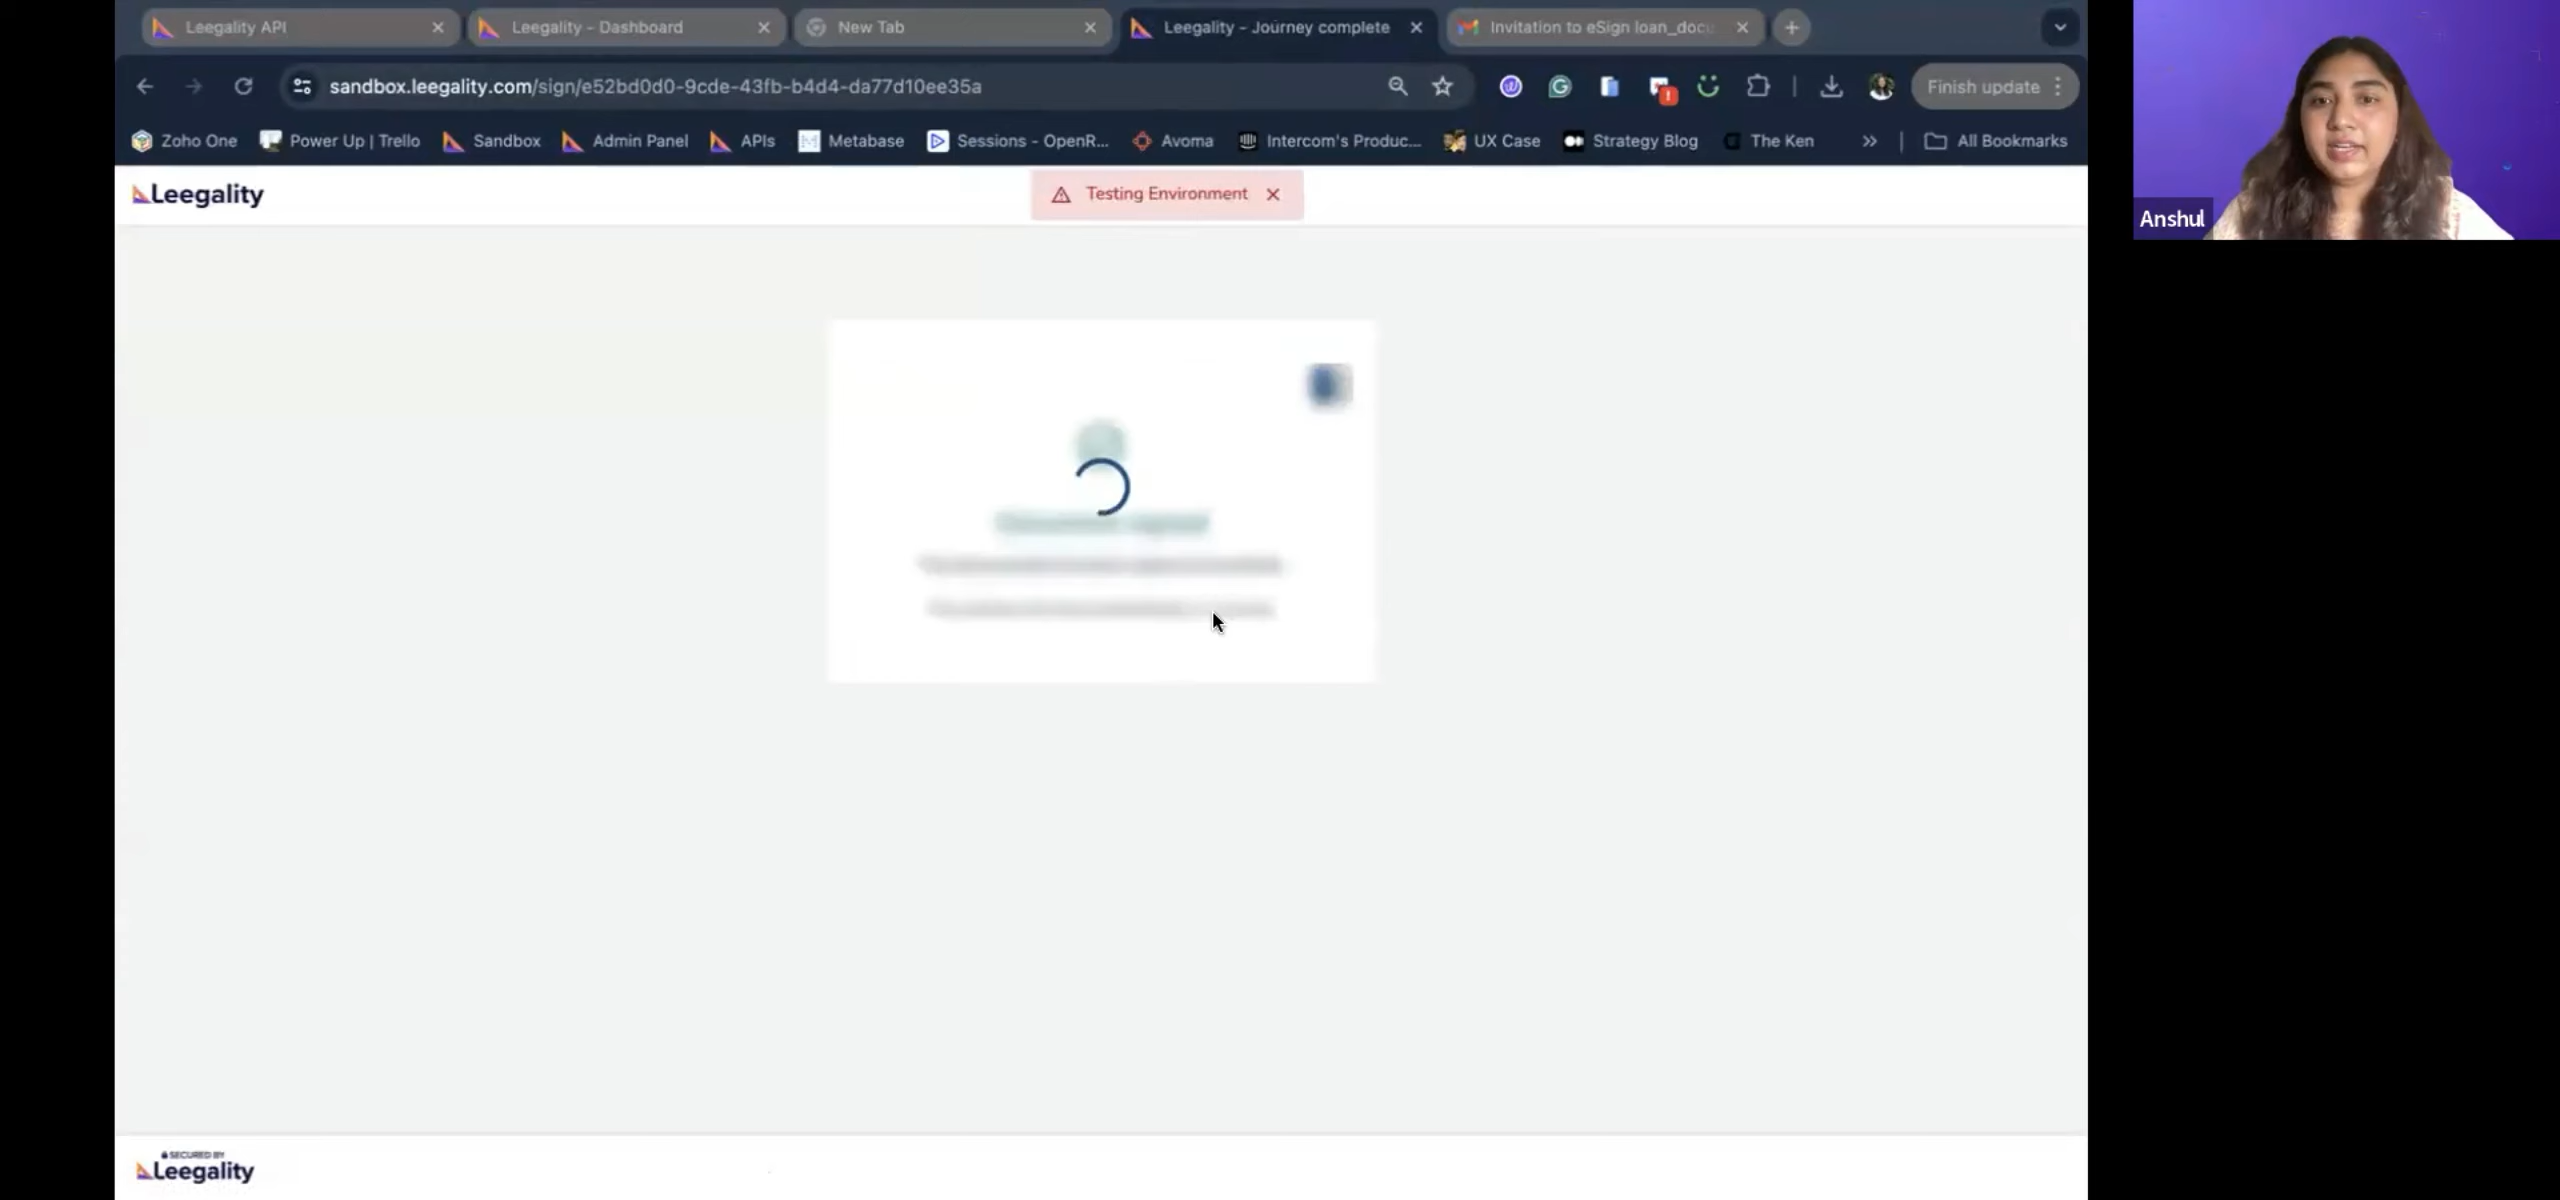 Leegality API
Leegality - Dashboard
New Tab
Leegality - Journey complete
Invitation to eSign loan_docu
sandbox.leegality.com/sign/e52bd0d0-9cde-43fb-b4d4-da77d10ee35a
Finish update
Zoho One
Power Up | Trello
Sandbox
Admin Panel
APIs
Metabase
Sessions - OpenR...
Avoma
Intercom's Produc...
UX Case
Strategy Blog
The Ken
All Bookmarks
Leegality
Testing Environment
Anshul
SECURED BY
Leegality